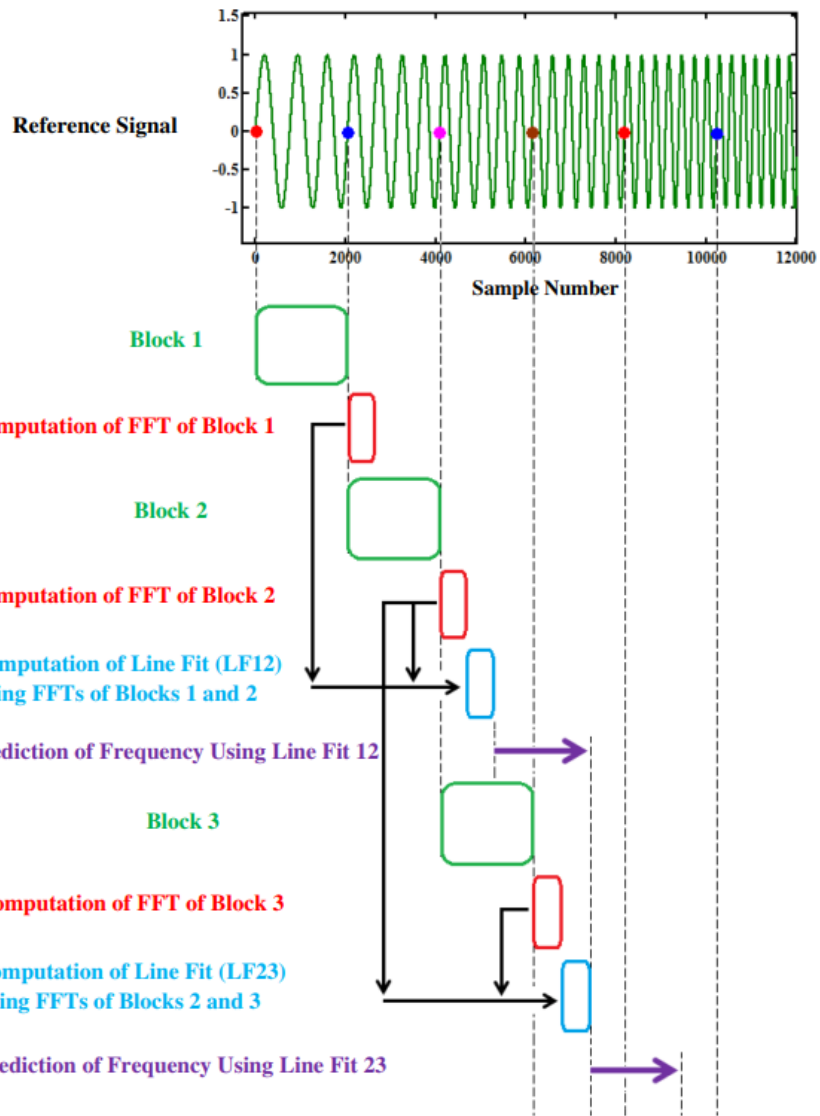 1.5
1
0.5
Reference Signal
0
-0.5
-1
0 2000 4000 6000 8000 10000 12000
Sample Number
Block 1
mputation of FFT of Block 1
Block 2
mputation of FFT of Block 2
mputation of Line Fit (LF12)
ing FFTs of Blocks 1 and 2
ediction of Frequency Using Line Fit 12
Block 3
omputation of FFT of Block 3
omputation of Line Fit (LF23)
ing FFTs of Blocks 2 and 3
ediction of Frequency Using Line Fit 23